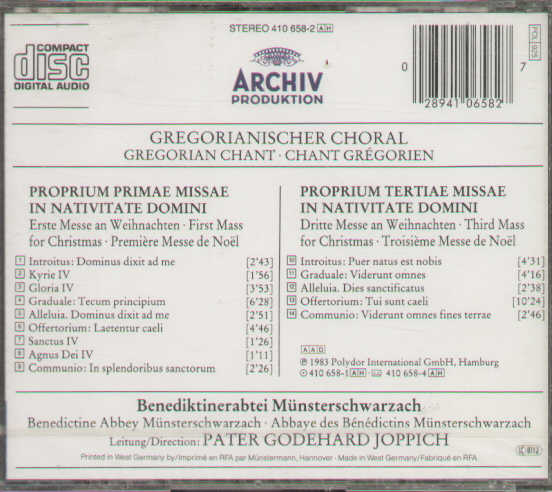 STEREO 410 658-2 AH
COMPACT
disc
DIGITAL AUDIO
ARCHIV
PRODUKTION
0
28941 06582
7
POL 925
GREGORIANISCHER CHORAL
GREGORIAN CHANT · CHANT GRÉGORIEN
PROPRIUM PRIMAE MISSAE
IN NATIVITATE DOMINI
Erste Messe an Weihnachten · First Mass
for Christmas · Première Messe de Noël
1 Introitus: Dominus dixit ad me [2'43]
2 Kyrie IV [1'56]
3 Gloria IV [3'53]
4 Graduale: Tecum principium [6'28]
5 Alleluia. Dominus dixit ad me [2'51]
6 Offertorium: Laetentur caeli [4'46]
7 Sanctus IV [1'26]
8 Agnus Dei IV [1'11]
9 Communio: In splendoribus sanctorum [2'26]
PROPRIUM TERTIAE MISSAE
IN NATIVITATE DOMINI
Dritte Messe an Weihnachten · Third Mass
for Christmas · Troisième Messe de Noël
10 Introitus: Puer natus est nobis [4'31]
11 Graduale: Viderunt omnes [4'16]
12 Alleluia. Dies sanctificatus [2'38]
13 Offertorium: Tui sunt caeli [10'24]
14 Communio: Viderunt omnes fines terrae [2'46]
AAD
℗ 1983 Polydor International GmbH, Hamburg
410 658-1 AH · 410 658-4 AH
Benediktinerabtei Münsterschwarzach
Benedictine Abbey Münsterschwarzach · Abbaye des Bénédictins Münsterschwarzach
Leitung/Direction: PATER GODEHARD JOPPICH
Printed in West Germany by/Imprimé en RFA par Münstermann, Hannover · Made in West Germany/Fabriqué en RFA